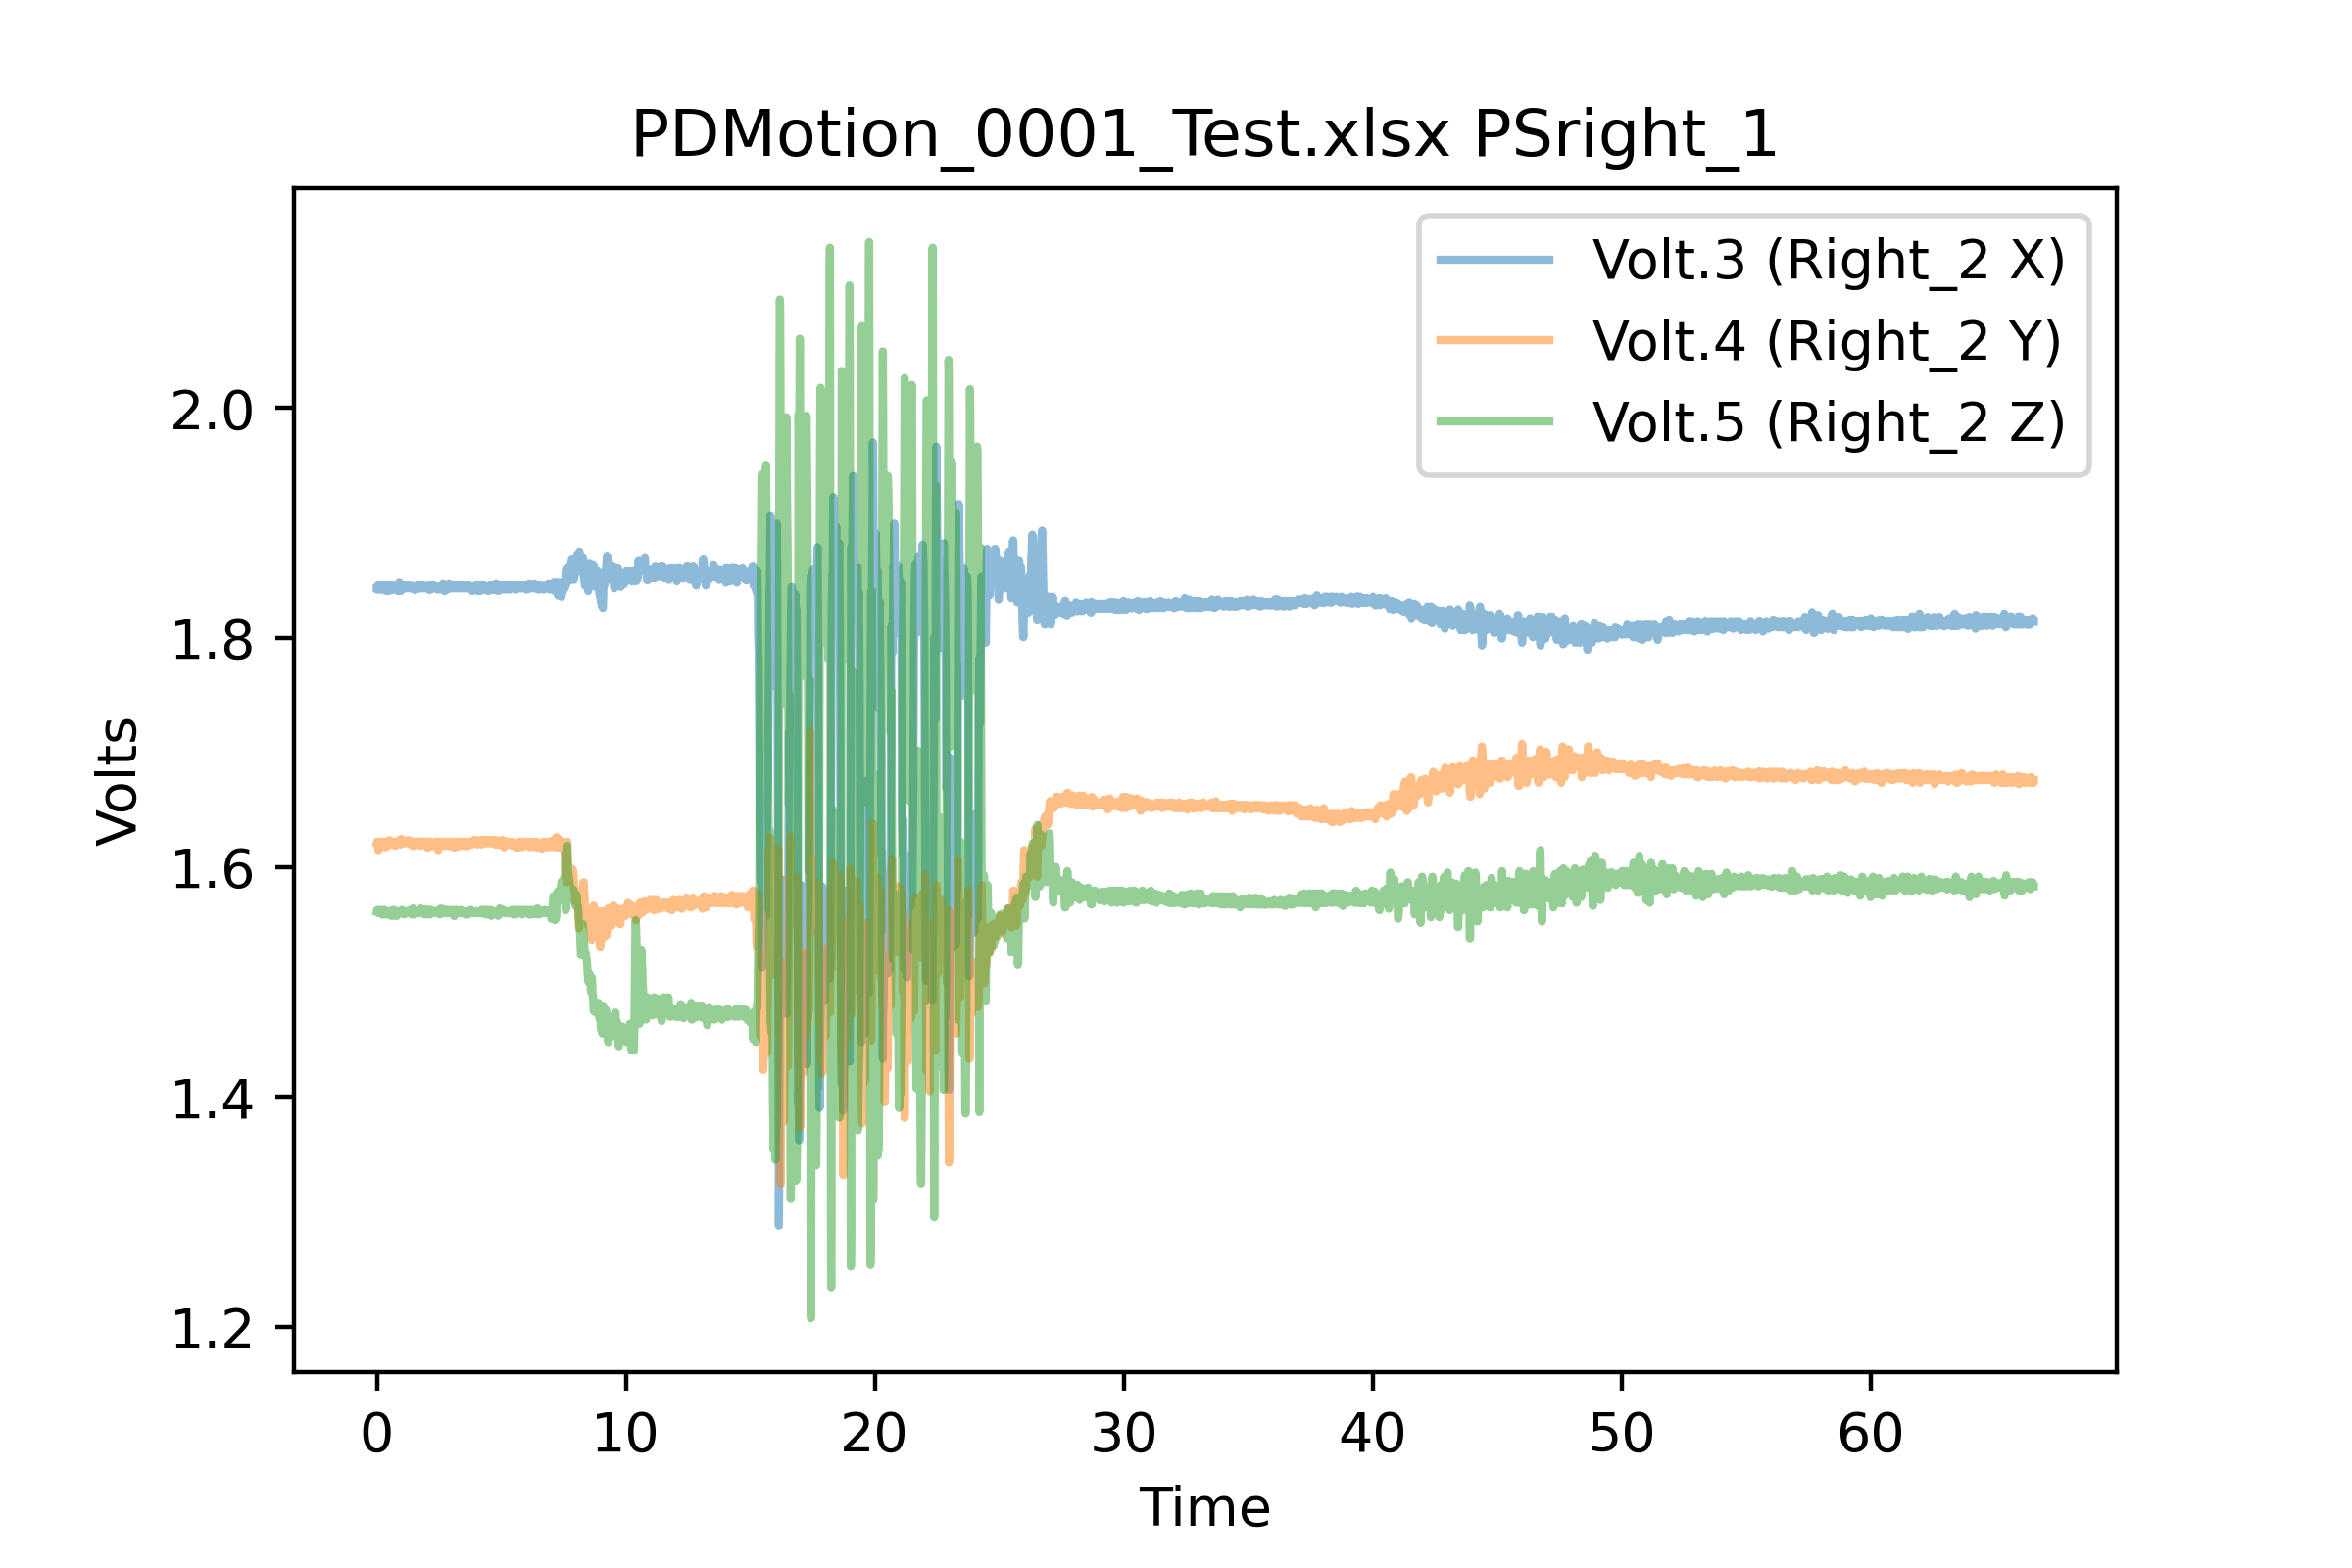 PDMotion_0001_Test.xlsx PSright_1
Volt.3 (Right_2 X)
Volt.4 (Right_2 Y)
Volt.5 (Right_2 Z)
2.0
1.8
1.6
1.4
1.2
Volts
0 10 20 30 40 50 60
Time